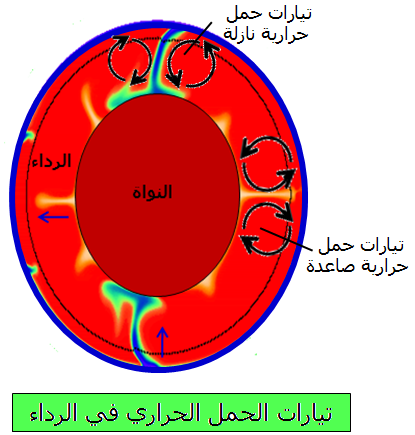 تيارات حمل
حرارية نازلة
الرداء
النواه
تيارات حمل
حرارية صاعدة
تيارات الحمل الحراري في الرداء